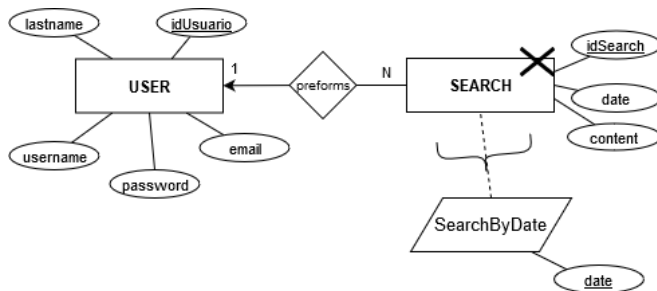 lastname
idUsuario
idSearch
1
N
USER
preforms
SEARCH
date
content
username
email
password
SearchByDate
date